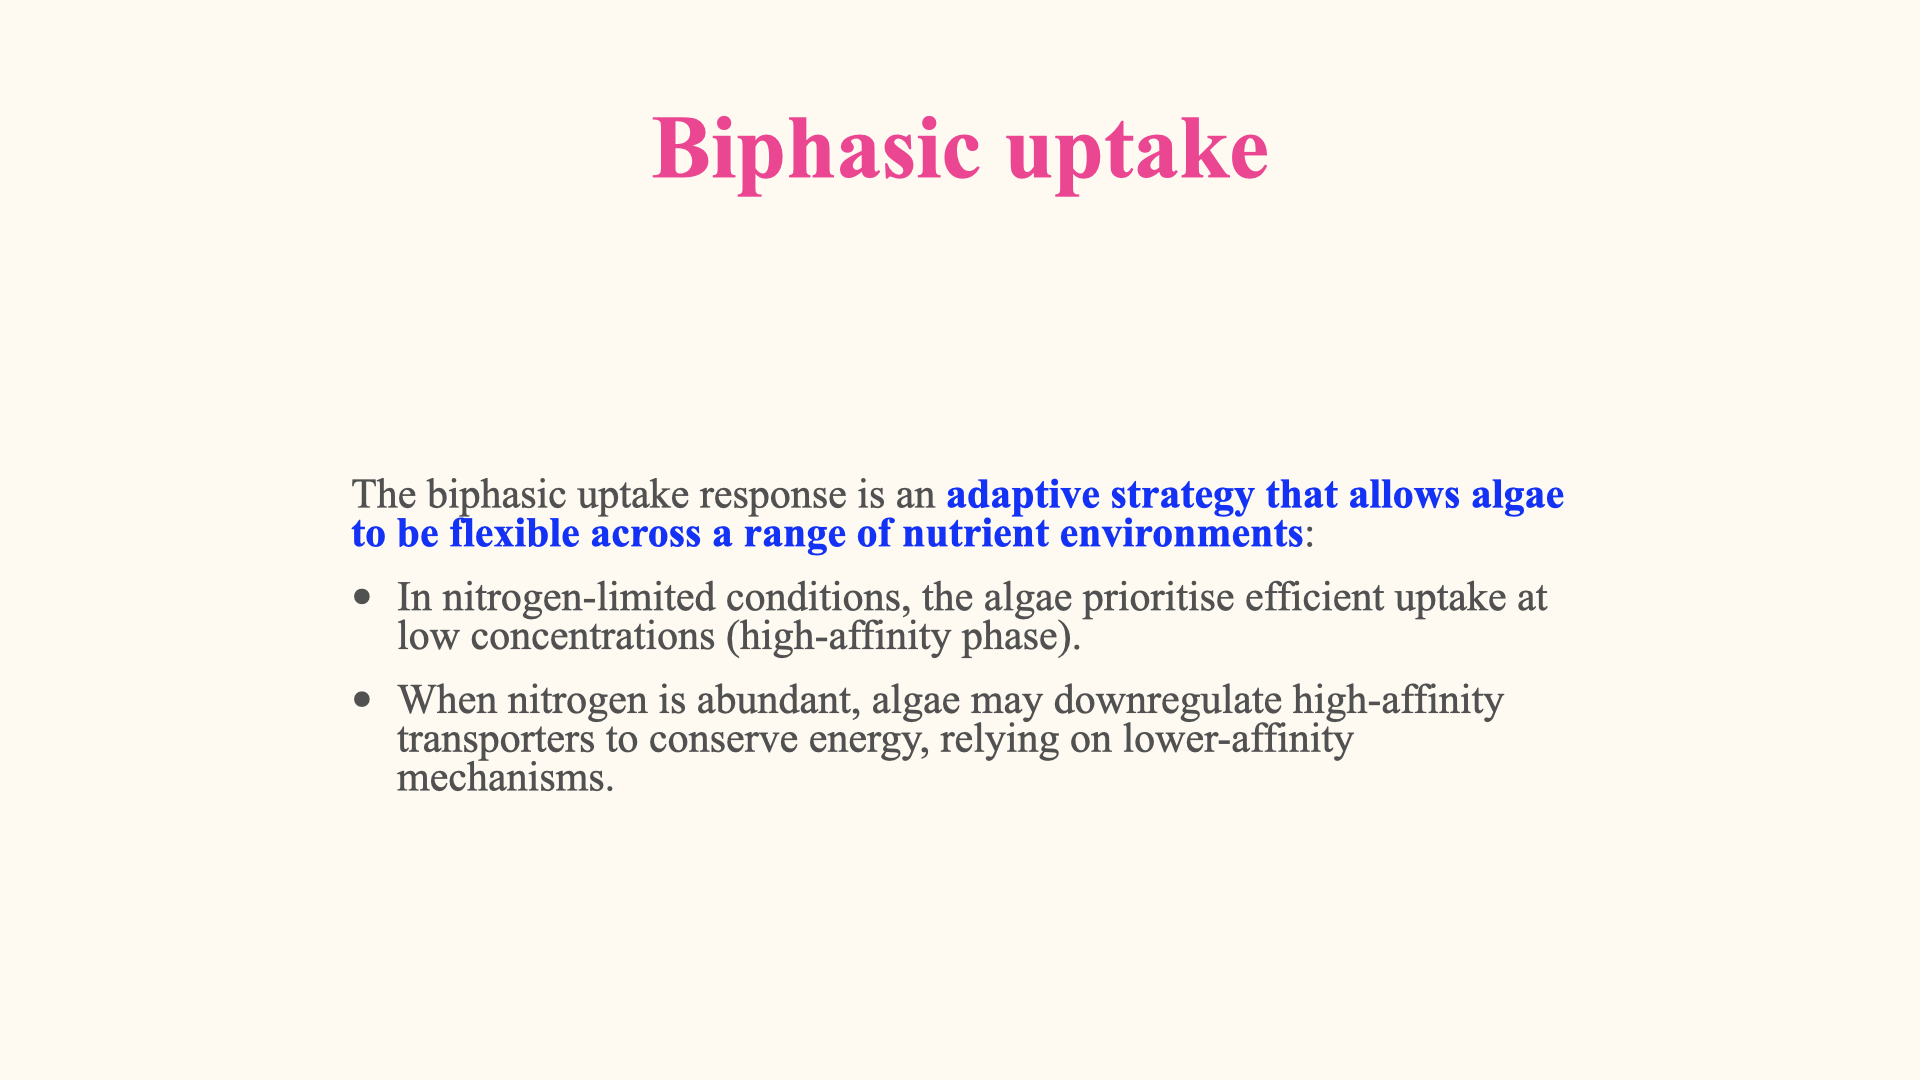 Biphasic uptake
The biphasic uptake response is an adaptive strategy that allows algae
to be flexible across a range of nutrient environments:
• In nitrogen-limited conditions, the algae prioritise efficient uptake at
low concentrations (high-affinity phase).
• When nitrogen is abundant, algae may downregulate high-affinity
transporters to conserve energy, relying on lower-affinity
mechanisms.